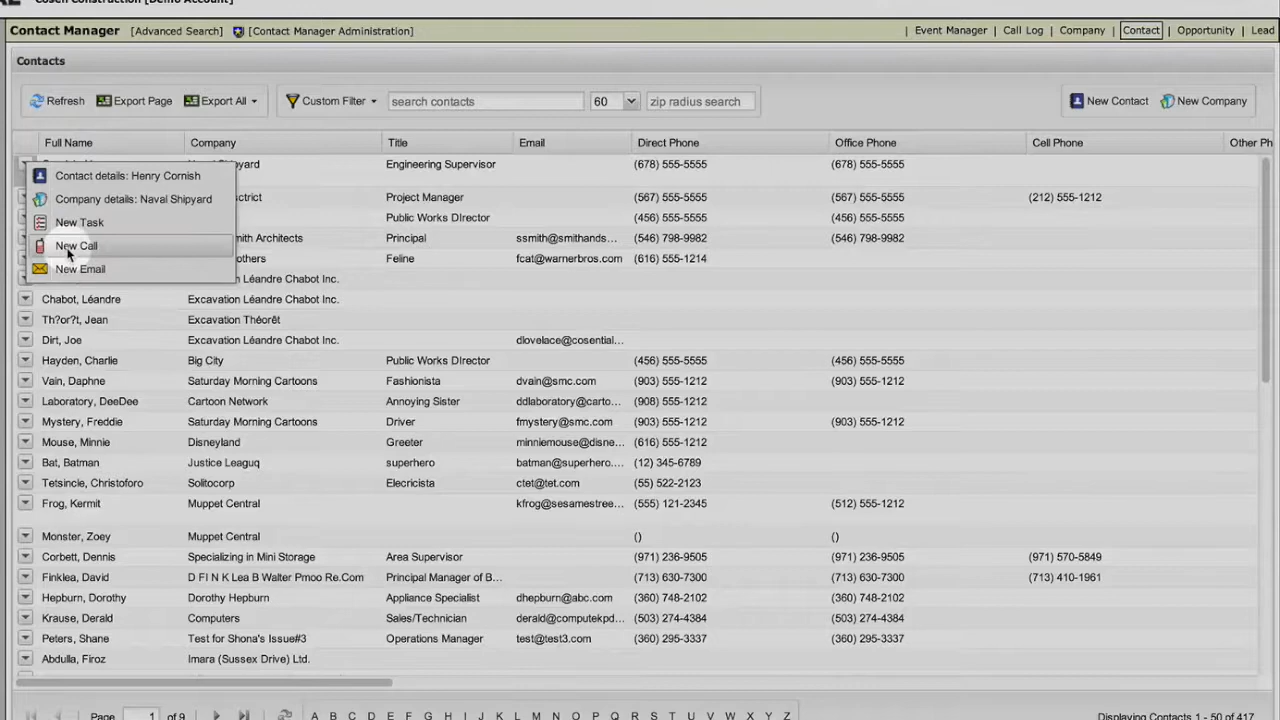 Cosen Construction [Demo Account]
Contact Manager [Advanced Search] [Contact Manager Administration] | Event Manager | Call Log | Company | Contact | Opportunity | Lead
Contacts
Refresh Export Page Export All Custom Filter search contacts 60 zip radius search New Contact New Company
Full Name Company Title Email Direct Phone Office Phone Cell Phone Other Ph
Shipyard Engineering Supervisor (678) 555-5555 (678) 555-5555
Contact details: Henry Cornish
Company details: Naval Shipyard sctrict Project Manager (567) 555-5555 (567) 555-5555 (212) 555-1212
New Task Public Works DIrector (456) 555-5555 (456) 555-5555
New Call mith Architects Principal ssmith@smithands... (546) 798-9982 (546) 798-9982
others Feline fcat@warnerbros.com (616) 555-1214
New Email
n Léandre Chabot Inc.
Chabot, Léandre Excavation Léandre Chabot Inc.
Th?or?t, Jean Excavation Théorêt
Dirt, Joe Excavation Léandre Chabot Inc. dlovelace@cosential...
Hayden, Charlie Big City Public Works DIrector (456) 555-5555 (456) 555-5555
Vain, Daphne Saturday Morning Cartoons Fashionista dvain@smc.com (903) 555-1212 (903) 555-1212
Laboratory, DeeDee Cartoon Network Annoying Sister ddlaboratory@carto... (908) 555-1212
Mystery, Freddie Saturday Morning Cartoons Driver fmystery@smc.com (903) 555-1212 (903) 555-1212
Mouse, Minnie Disneyland Greeter minniemouse@disne... (616) 555-1212
Bat, Batman Justice Leaguq superhero batman@superhero.... (12) 345-6789
Tetsincle, Christoforo Solitocorp Elecricista ctet@tet.com (55) 522-2123
Frog, Kermit Muppet Central kfrog@sesamestree... (555) 121-2345 (512) 555-1212
Monster, Zoey Muppet Central () ()
Corbett, Dennis Specializing in Mini Storage Area Supervisor (971) 236-9505 (971) 236-9505 (971) 570-5849
Finklea, David D FI N K Lea B Walter Pmoo Re.Com Principal Manager of B... (713) 630-7300 (713) 630-7300 (713) 410-1961
Hepburn, Dorothy Dorothy Hepburn Appliance Specialist dhepburn@abc.com (360) 748-2102 (360) 748-2102
Krause, Derald Computers Sales/Technician derald@computekpd... (503) 274-4384 (503) 274-4384
Peters, Shane Test for Shona's Issue#3 Operations Manager test@test3.com (360) 295-3337 (360) 295-3337
Abdulla, Firoz Imara (Sussex Drive) Ltd.
Page 1 of 9 A B C D E F G H I J K L M N O P Q R S T U V W X Y Z Displaying Contacts 1 - 50 of 417